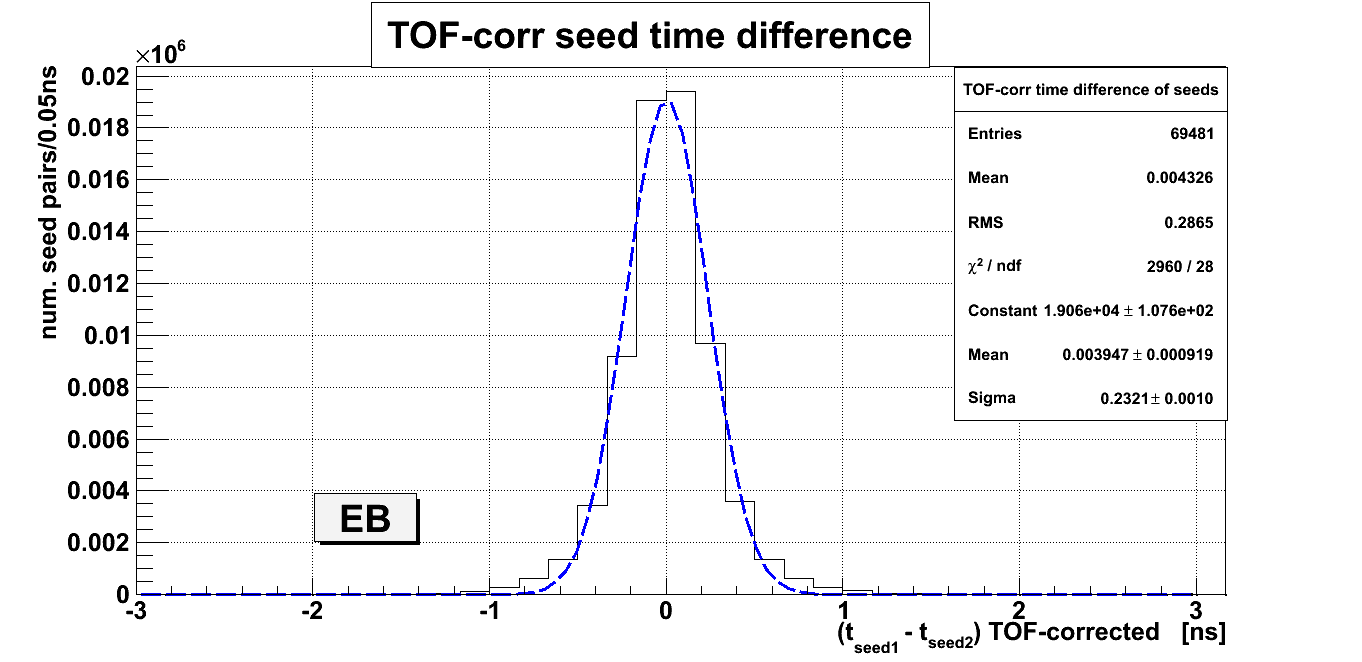 TOF-corr seed time difference
×10⁶
num. seed pairs/0.05ns
0.02
0.018
0.016
0.014
0.012
0.01
0.008
0.006
0.004
0.002
0
-3 -2 -1 0 1 2 3
(t_seed1 - t_seed2) TOF-corrected [ns]
EB
TOF-corr time difference of seeds
Entries 69481
Mean 0.004326
RMS 0.2865
χ² / ndf 2960 / 28
Constant 1.906e+04 ± 1.076e+02
Mean 0.003947 ± 0.000919
Sigma 0.2321 ± 0.0010